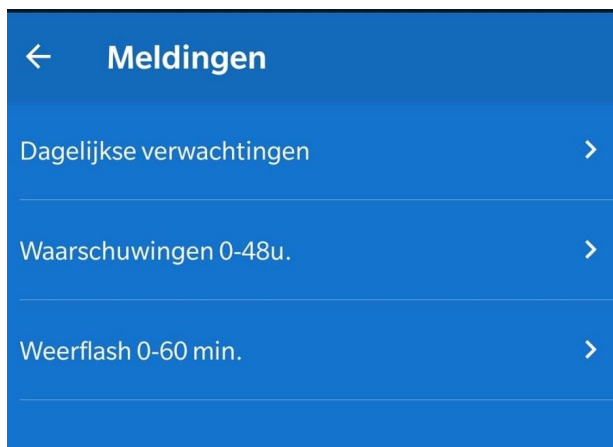 Meldingen
Dagelijkse verwachtingen
Waarschuwingen 0-48u.
Weerflash 0-60 min.